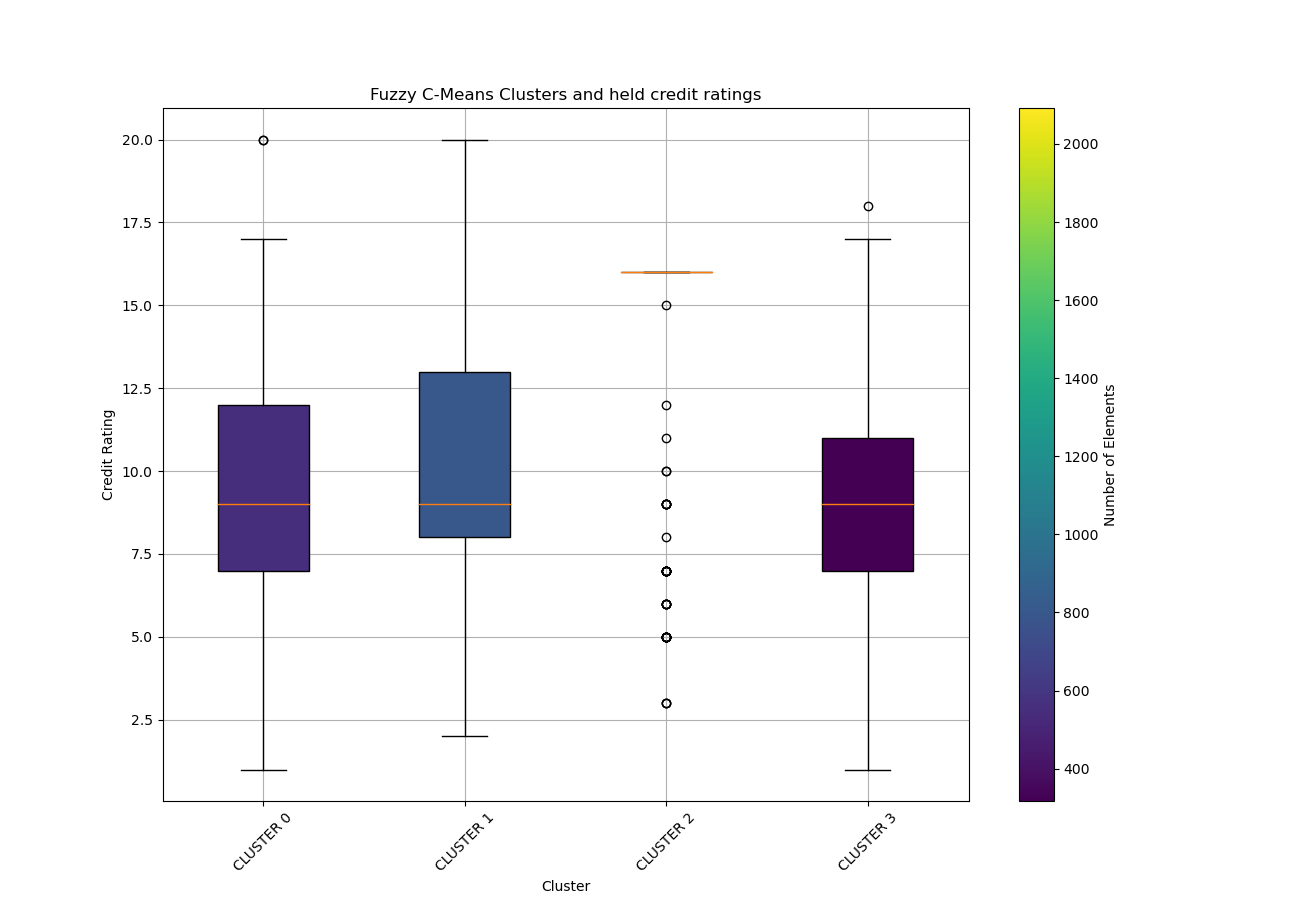 Fuzzy C-Means Clusters and held credit ratings
20.0
17.5
15.0
12.5
10.0
7.5
5.0
2.5
Credit Rating
CLUSTER 0
CLUSTER 1
CLUSTER 2
CLUSTER 3
Cluster
2000
1800
1600
1400
1200
1000
800
600
400
Number of Elements